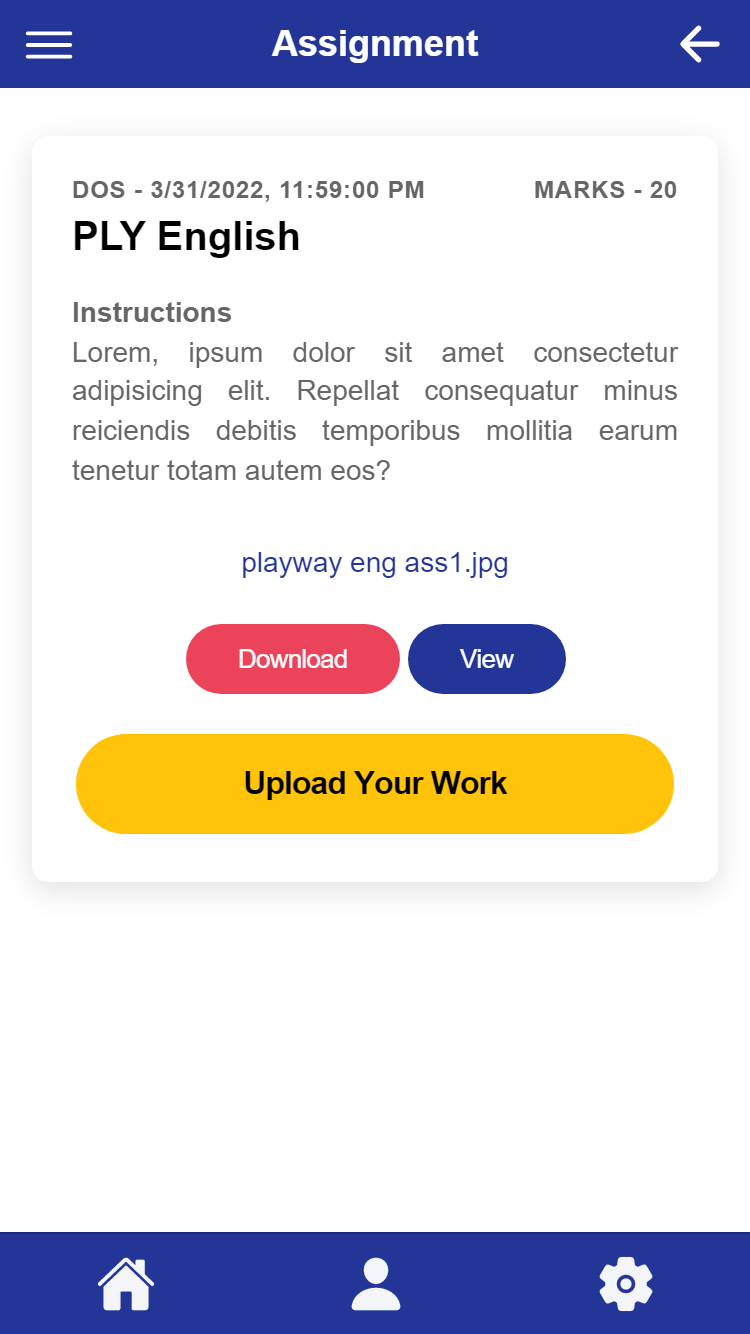 Assignment
DOS - 3/31/2022, 11:59:00 PM MARKS - 20
PLY English
Instructions
Lorem, ipsum dolor sit amet consectetur
adipisicing elit. Repellat consequatur minus
reiciendis debitis temporibus mollitia earum
tenetur totam autem eos?
playway eng ass1.jpg
Download View
Upload Your Work